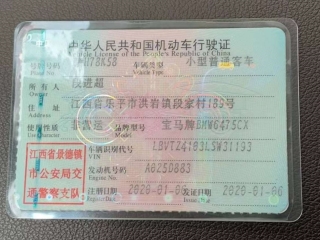 中华人民共和国机动车行驶证
Vehicle License of the People's Republic of China
号牌号码 H78K58 车辆类型 小型普通客车
Plate No. Vehicle Type
所有人 段进超
Owner
住址 江西省乐平市洪岩镇段家村189号
Address
使用性质 非营运 品牌型号 宝马牌BMW6475CX
Use Character Model
江西省景德镇
市公安局交
通警察支队
车辆识别代号 LBVTZ4103LSW31193
VIN
发动机号码 A8250883
Engine No.
注册日期 2020-01-06 发证日期 2020-01-06
Register Date Issue Date